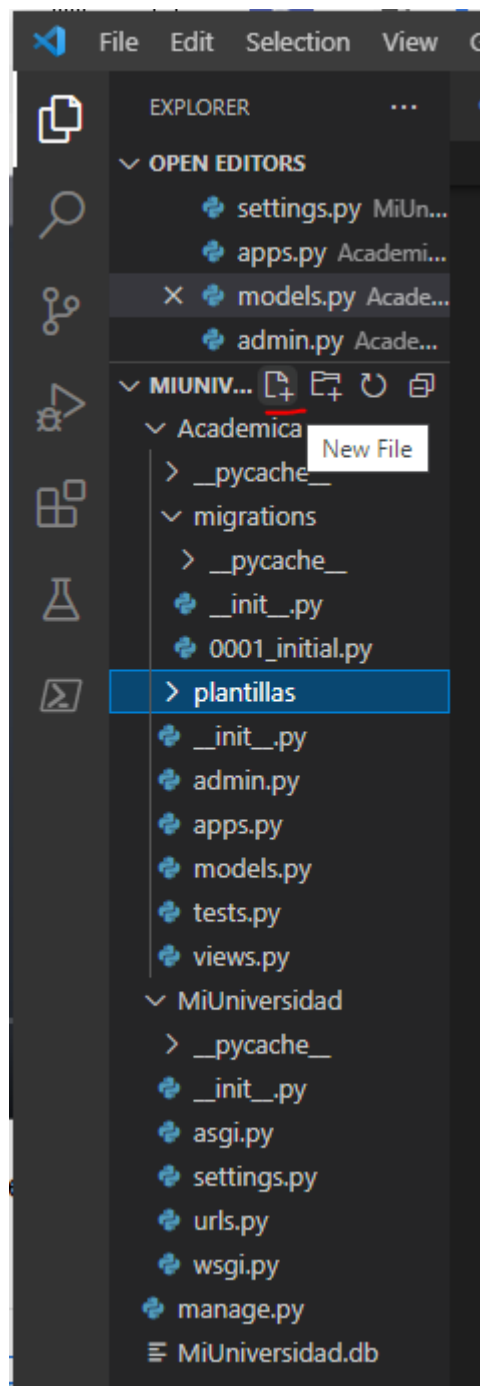 File Edit Selection View
EXPLORER ...
OPEN EDITORS
settings.py MiUn...
apps.py Academi...
models.py Acade...
admin.py Acade...
MIUNIV...
Academica
New File
__pycache__
migrations
__pycache__
__init__.py
0001_initial.py
plantillas
__init__.py
admin.py
apps.py
models.py
tests.py
views.py
MiUniversidad
__pycache__
__init__.py
asgi.py
settings.py
urls.py
wsgi.py
manage.py
MiUniversidad.db